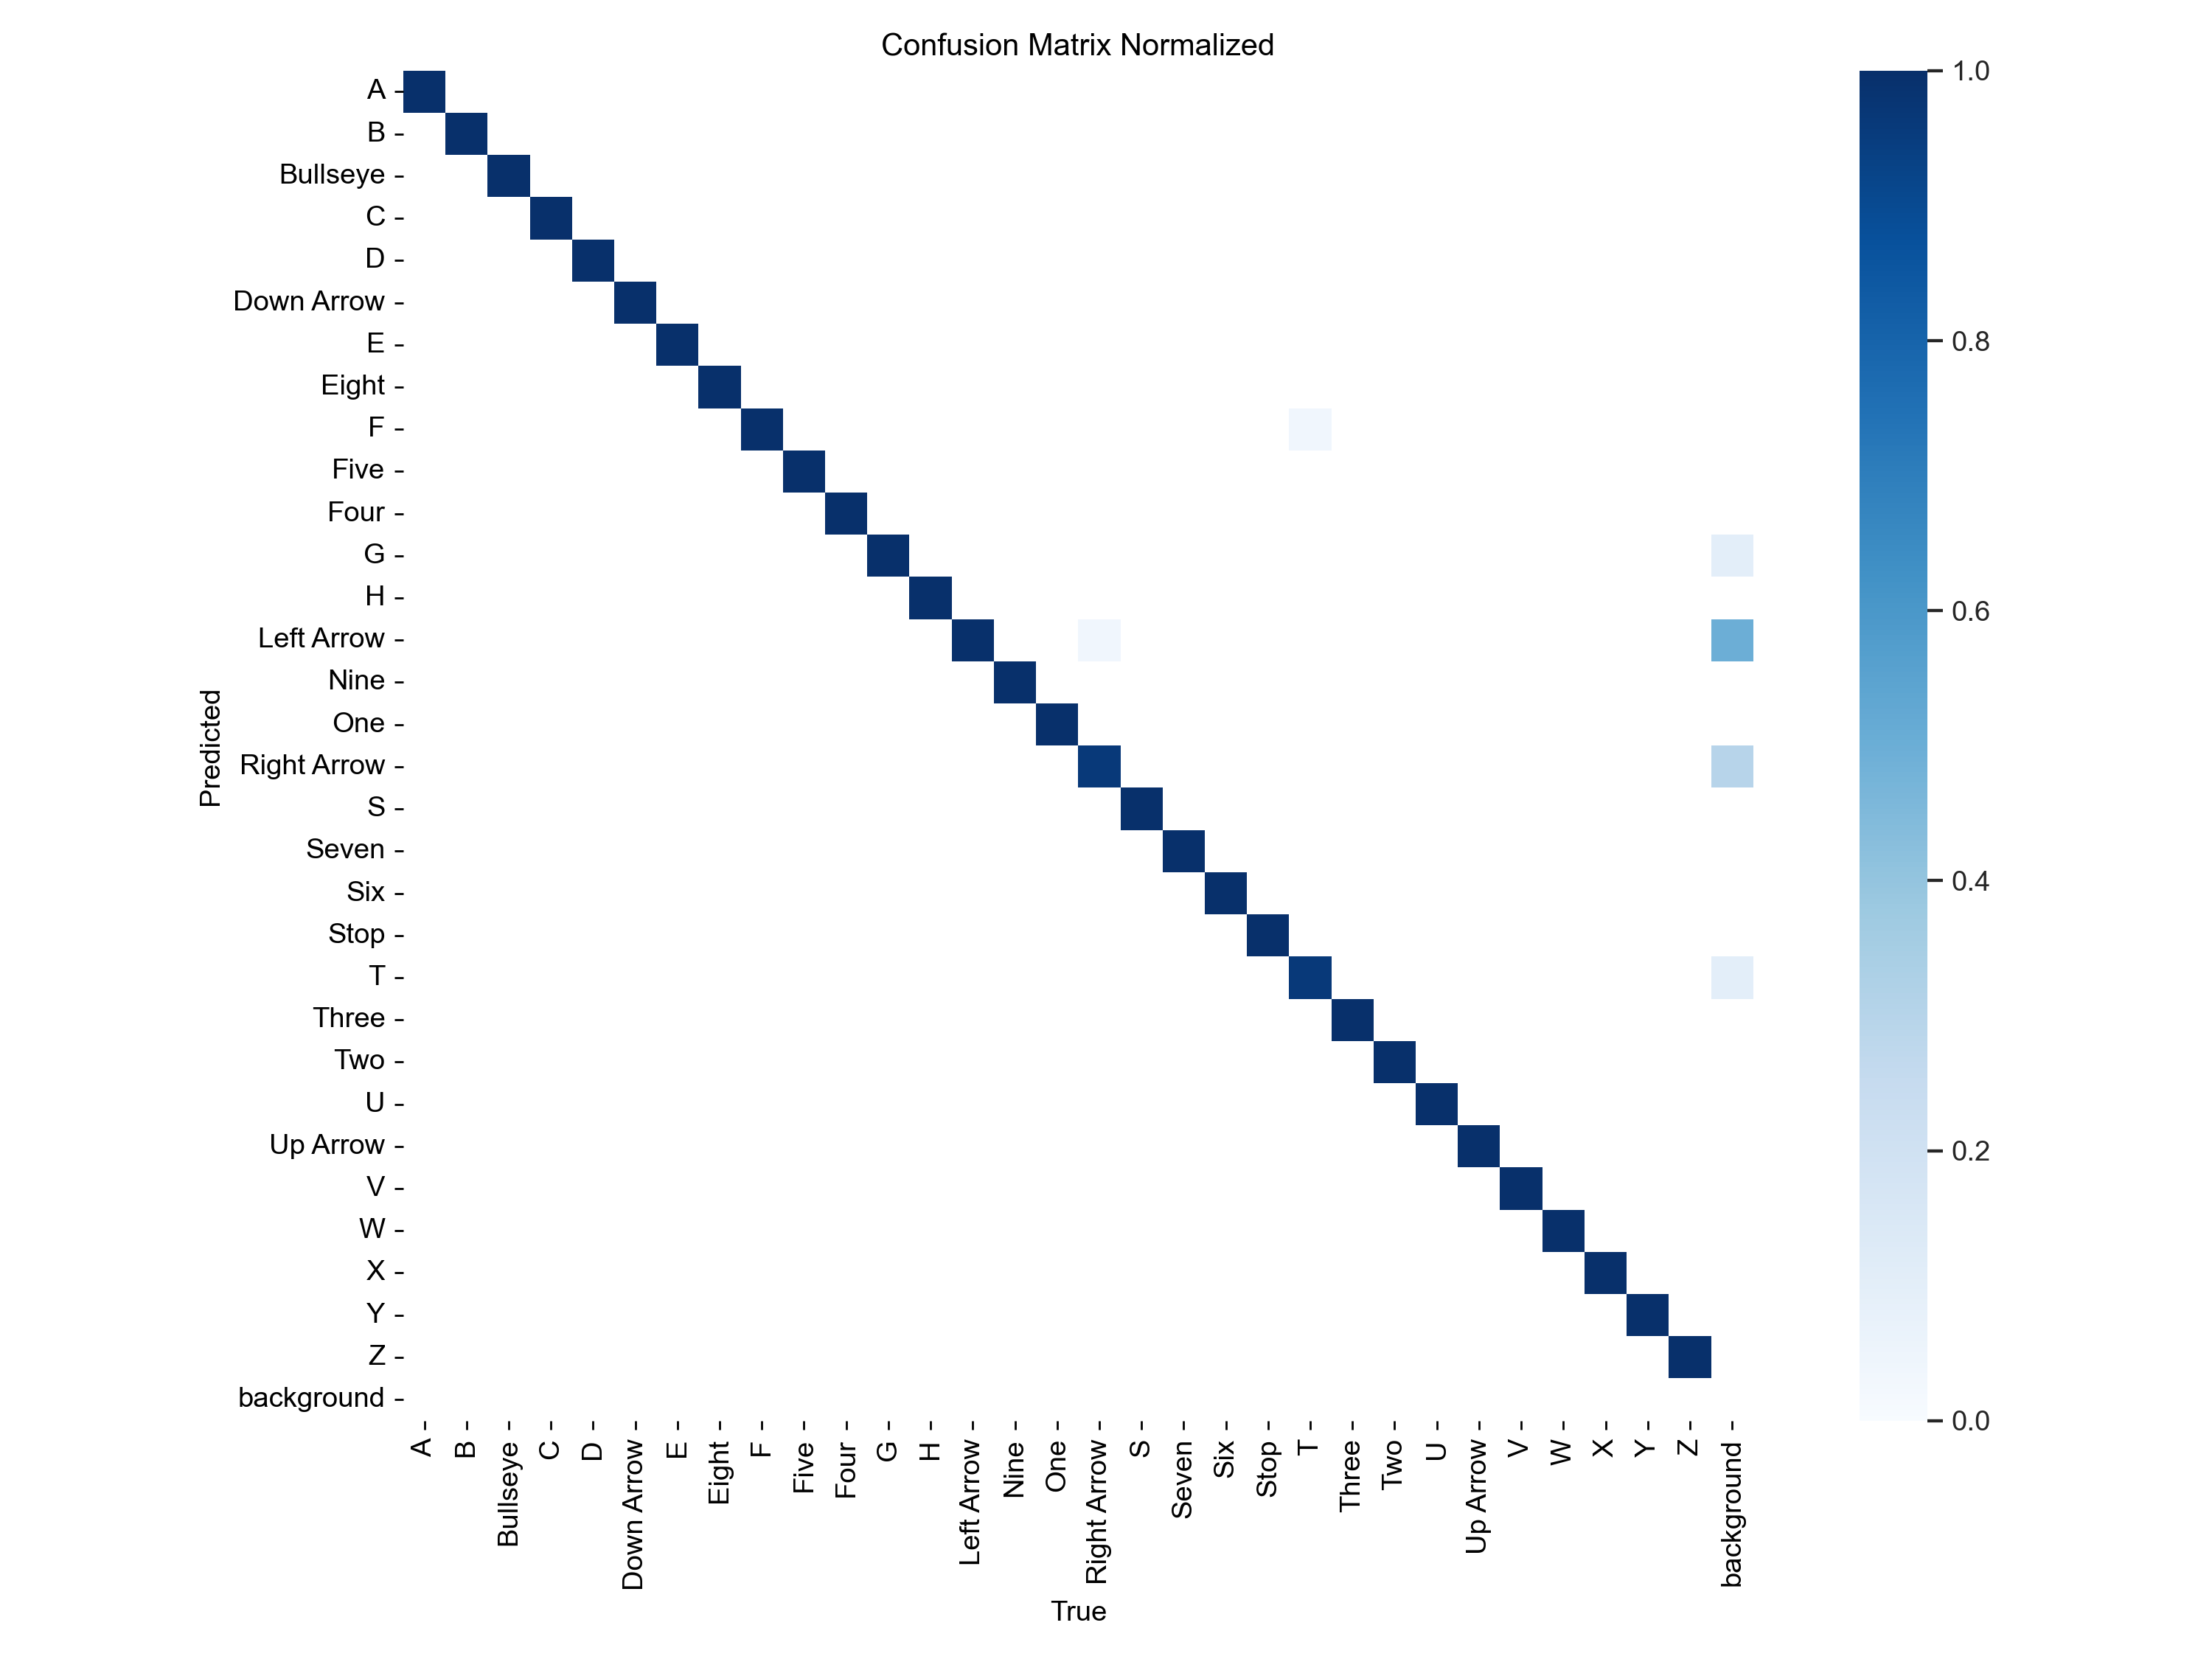 Confusion Matrix Normalized
A
B
Bullseye
C
D
Down Arrow
E
Eight
F
Five
Four
G
H
Left Arrow
Nine
One
Right Arrow
S
Seven
Six
Stop
T
Three
Two
U
Up Arrow
V
W
X
Y
Z
background
Predicted
A
B
Bullseye
C
D
Down Arrow
E
Eight
F
Five
Four
G
H
Left Arrow
Nine
One
Right Arrow
S
Seven
Six
Stop
T
Three
Two
U
Up Arrow
V
W
X
Y
Z
background
True
1.0
0.8
0.6
0.4
0.2
0.0